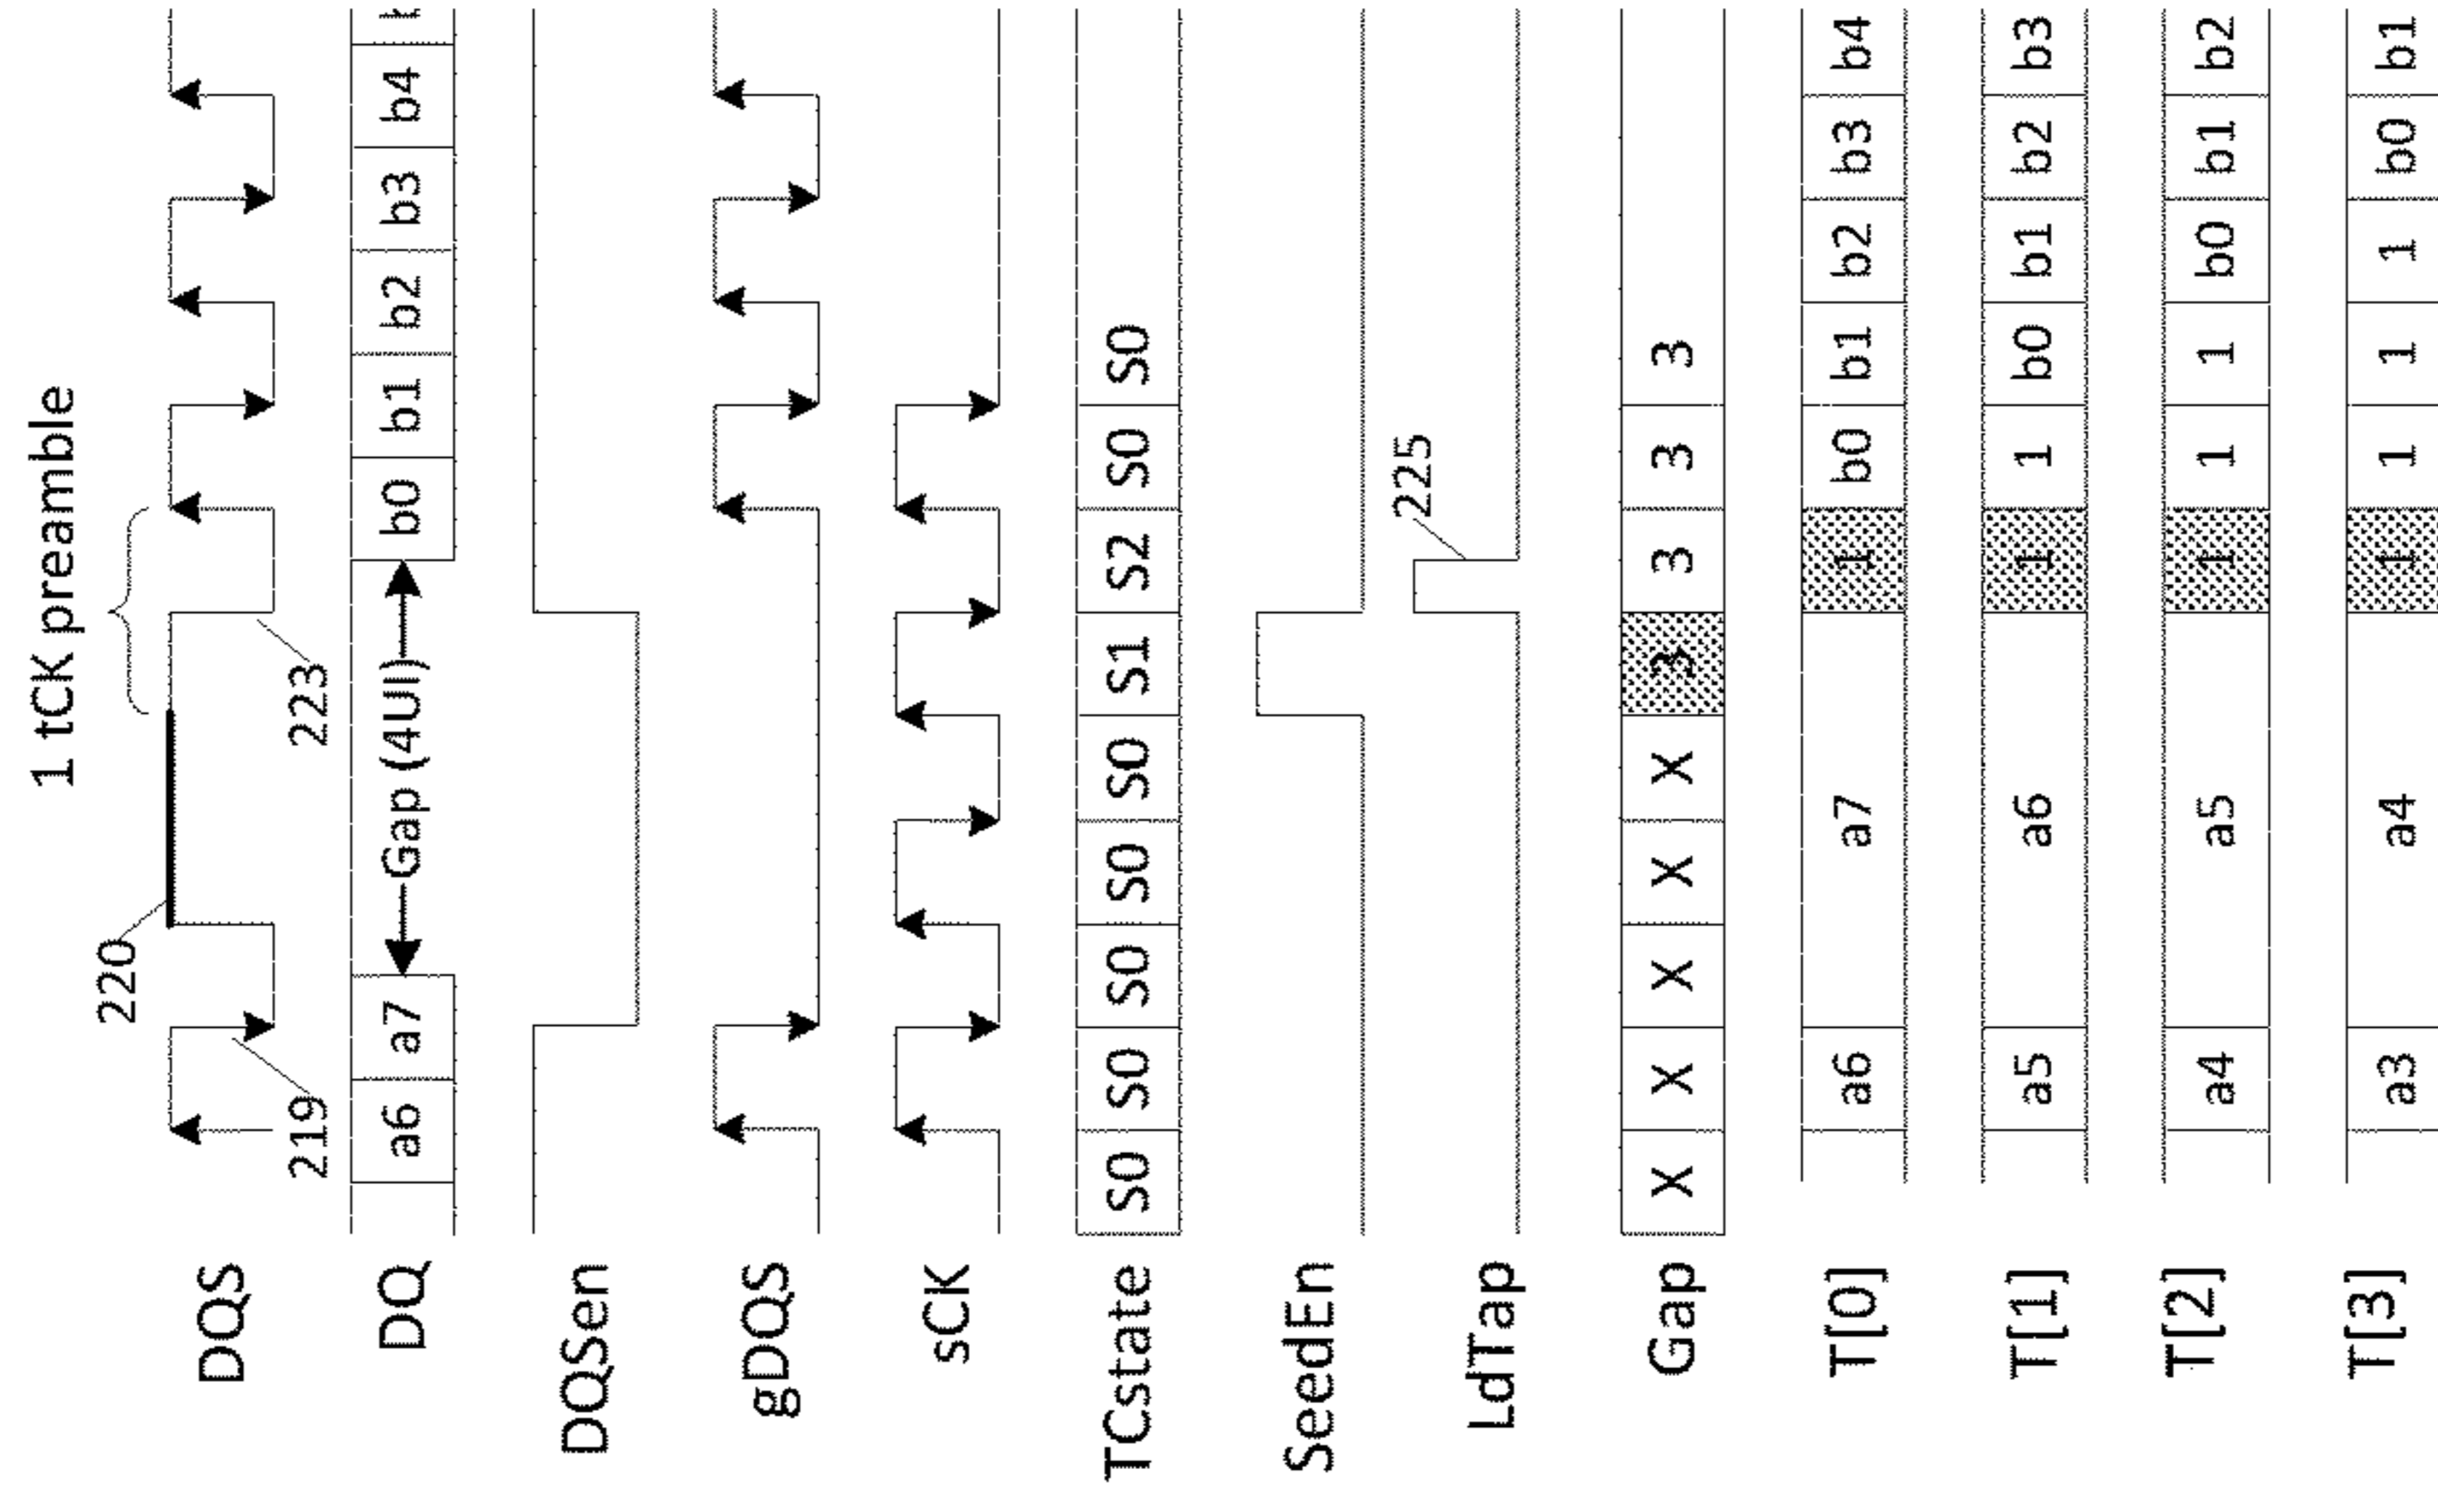 1 tCK preamble
220
DQS
219
223
DQ a6 a7 Gap (4UI) b0 b1 b2 b3 b4
DQSen
gDQS
sCK
TCstate S0 S0 S0 S0 S0 S1 S2 S0 S0
SeedEn
LdTap 225
Gap X X X X X 3 3 3 3
T[0] a6 a7 1 b0 b1 b2 b3 b4
T[1] a5 a6 1 1 b0 b1 b2 b3
T[2] a4 a5 1 1 1 b0 b1 b2
T[3] a3 a4 1 1 1 1 b0 b1